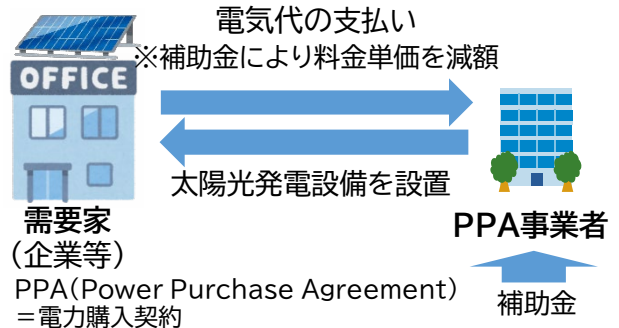 電気代の支払い
※補助金により料金単価を減額
OFFICE
太陽光発電設備を設置
需要家
（企業等）
PPA事業者
PPA(Power Purchase Agreement)
＝電力購入契約
補助金